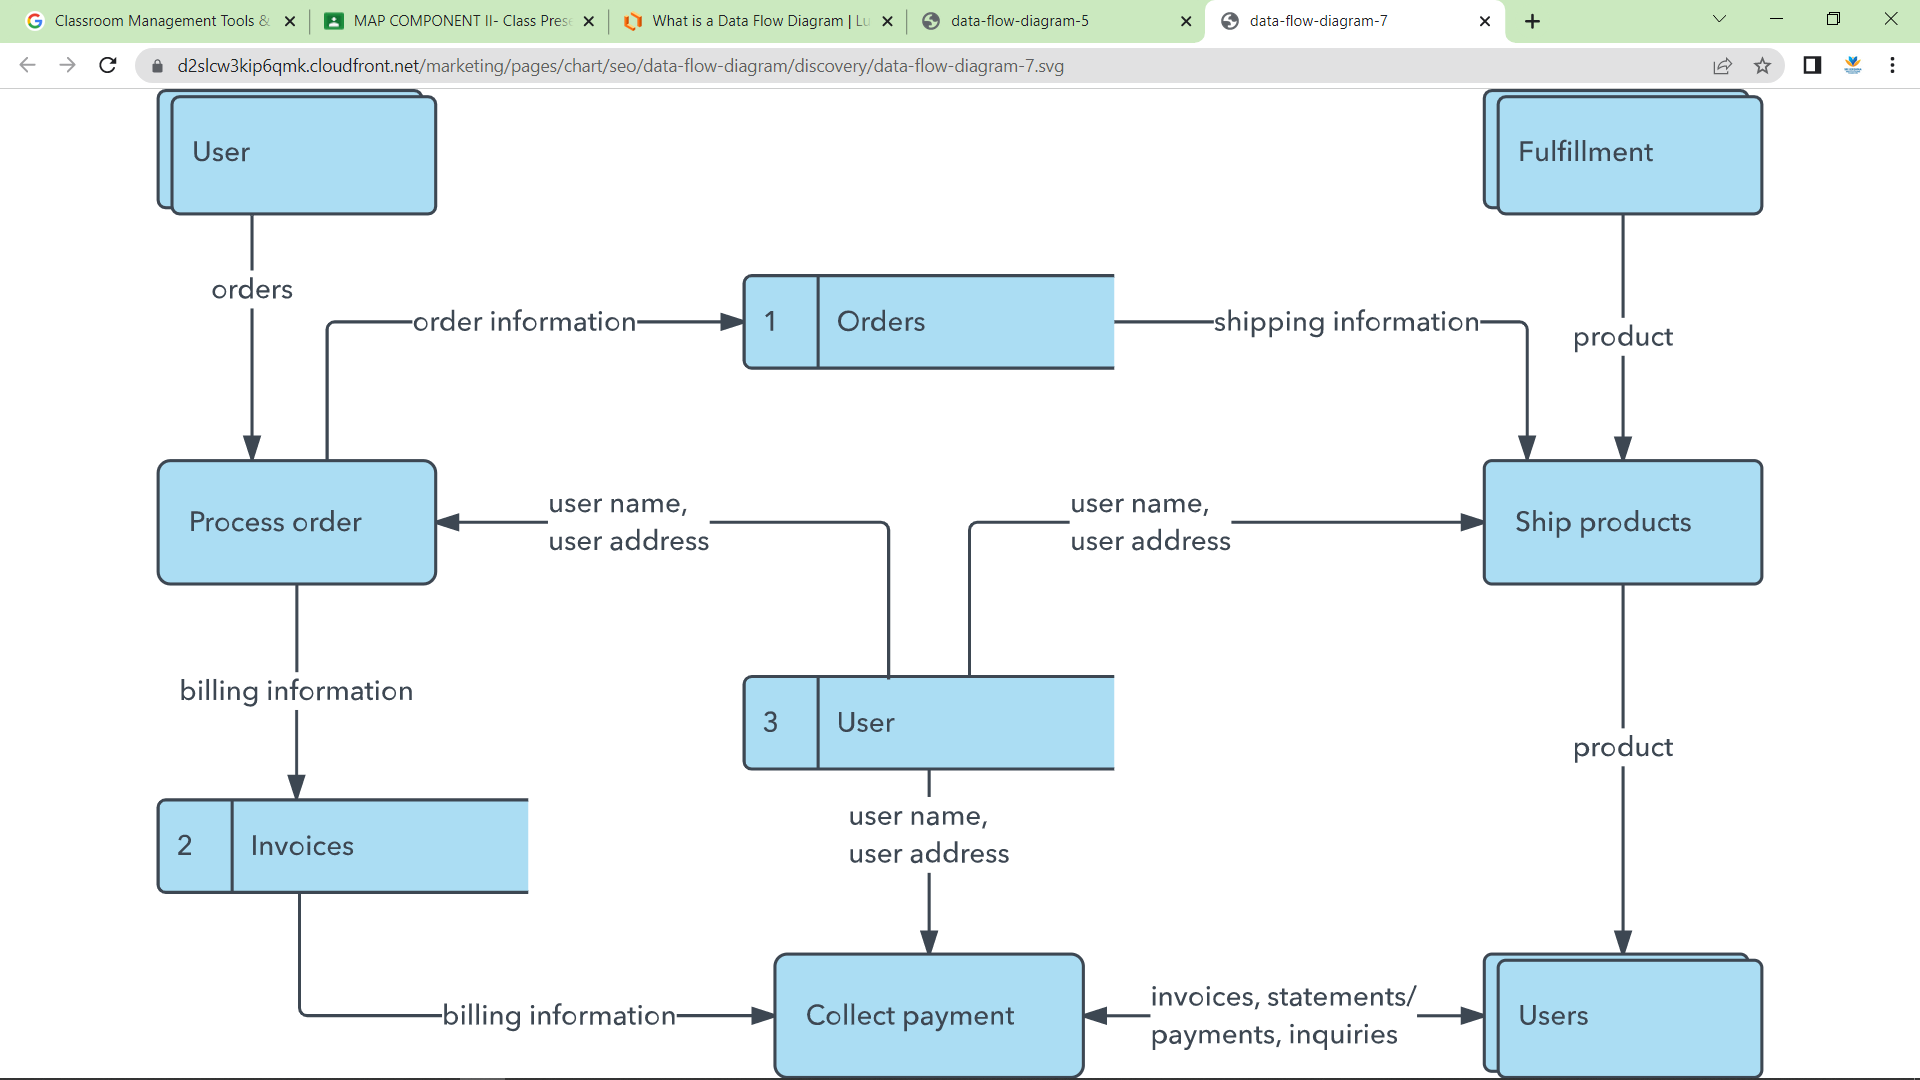 Classroom Management Tools &
MAP COMPONENT II- Class Prese
What is a Data Flow Diagram | Lu
data-flow-diagram-5
data-flow-diagram-7
d2slcw3kip6qmk.cloudfront.net/marketing/pages/chart/seo/data-flow-diagram/discovery/data-flow-diagram-7.svg
User
Fulfillment
orders
order information
1
Orders
shipping information
product
Process order
user name,
user address
user name,
user address
Ship products
billing information
3
User
product
2
Invoices
user name,
user address
billing information
Collect payment
invoices, statements/
payments, inquiries
Users